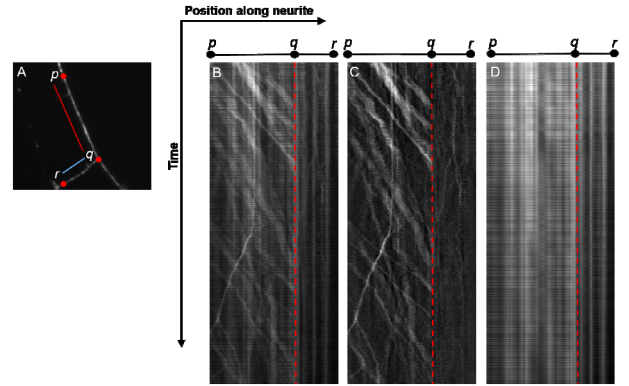 Position along neurite
p q r p q r p q r
A B C D
p
q
r
Time